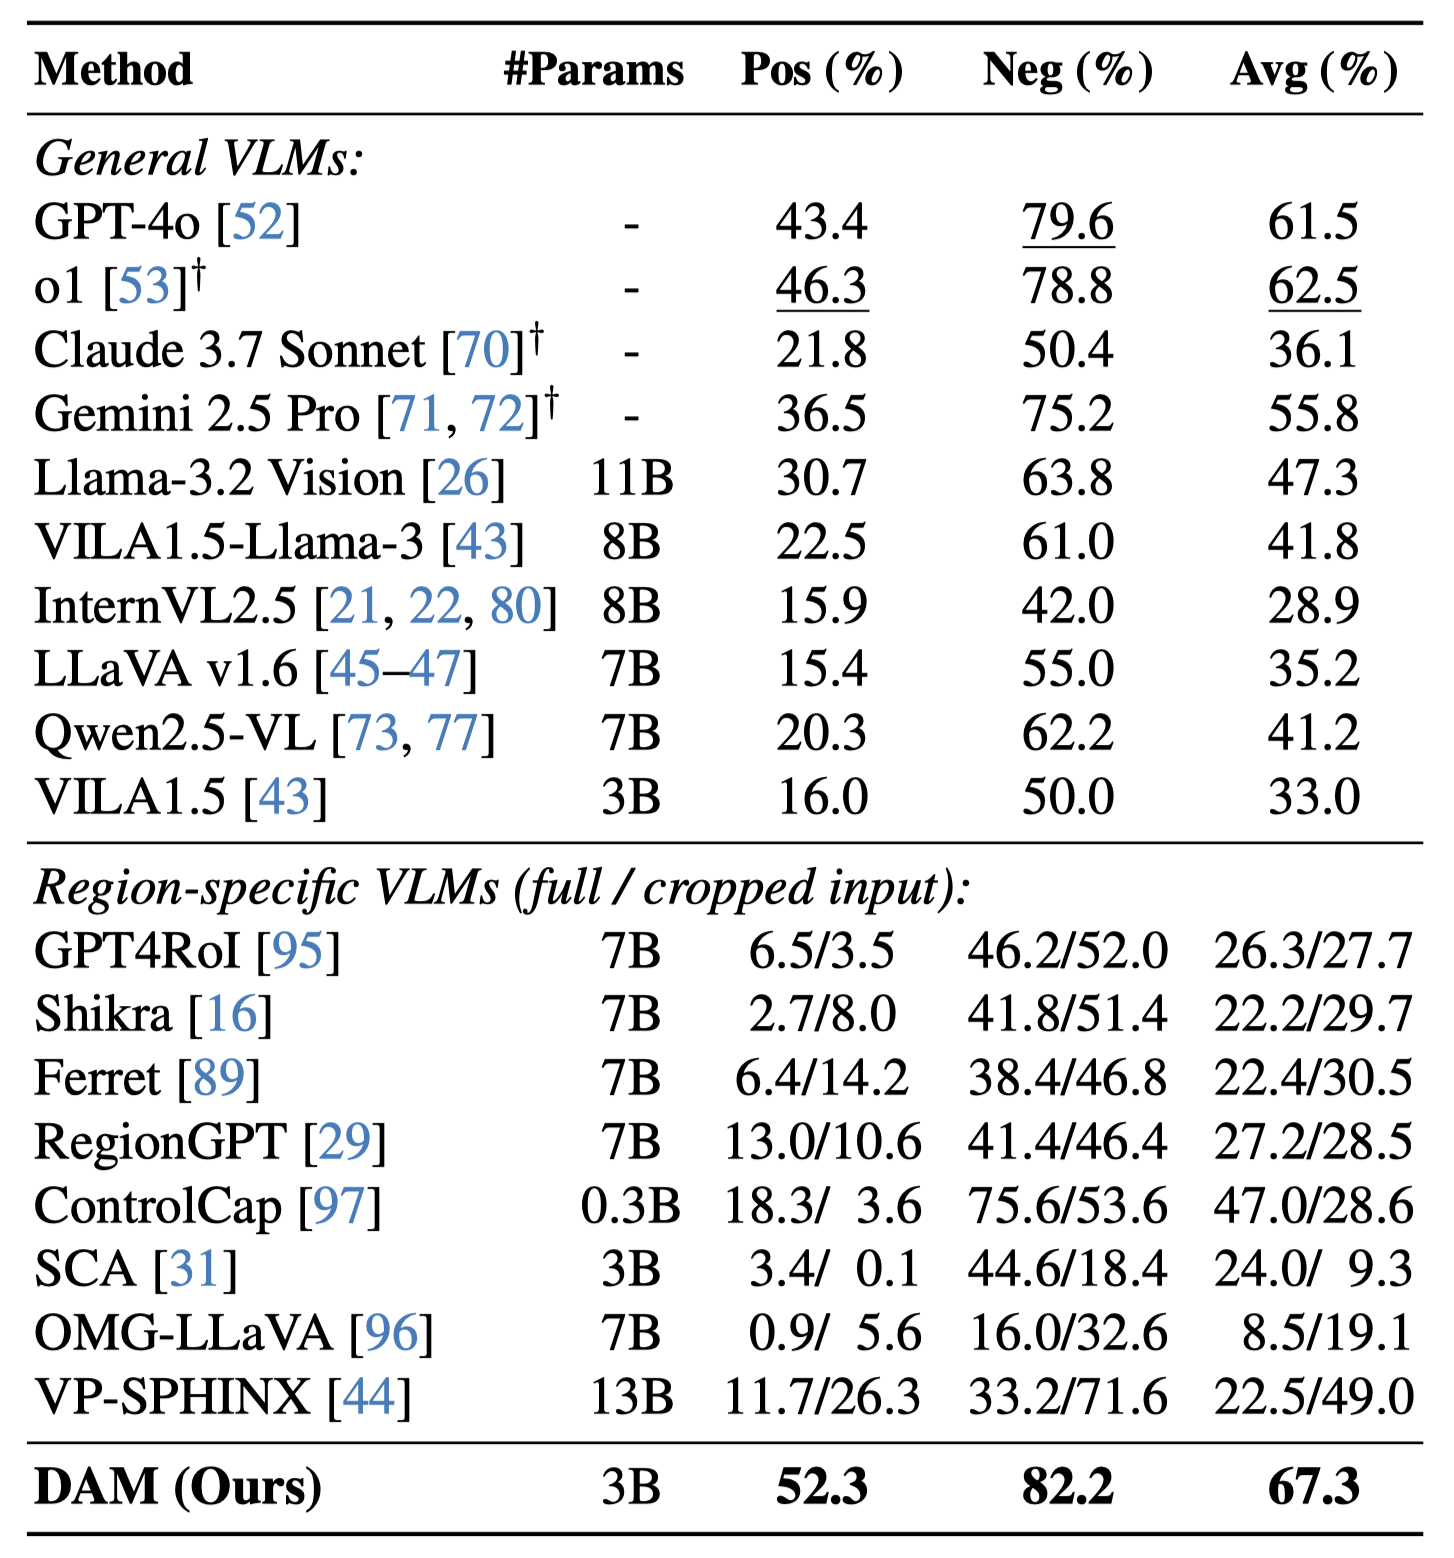 Method #Params Pos (%) Neg (%) Avg (%)
General VLMs:
GPT-4o [52] - 43.4 79.6 61.5
o1 [53]† - 46.3 78.8 62.5
Claude 3.7 Sonnet [70]† - 21.8 50.4 36.1
Gemini 2.5 Pro [71, 72]† - 36.5 75.2 55.8
Llama-3.2 Vision [26] 11B 30.7 63.8 47.3
VILA1.5-Llama-3 [43] 8B 22.5 61.0 41.8
InternVL2.5 [21, 22, 80] 8B 15.9 42.0 28.9
LLaVA v1.6 [45–47] 7B 15.4 55.0 35.2
Qwen2.5-VL [73, 77] 7B 20.3 62.2 41.2
VILA1.5 [43] 3B 16.0 50.0 33.0
Region-specific VLMs (full / cropped input):
GPT4RoI [95] 7B 6.5/3.5 46.2/52.0 26.3/27.7
Shikra [16] 7B 2.7/8.0 41.8/51.4 22.2/29.7
Ferret [89] 7B 6.4/14.2 38.4/46.8 22.4/30.5
RegionGPT [29] 7B 13.0/10.6 41.4/46.4 27.2/28.5
ControlCap [97] 0.3B 18.3/ 3.6 75.6/53.6 47.0/28.6
SCA [31] 3B 3.4/ 0.1 44.6/18.4 24.0/ 9.3
OMG-LLaVA [96] 7B 0.9/ 5.6 16.0/32.6 8.5/19.1
VP-SPHINX [44] 13B 11.7/26.3 33.2/71.6 22.5/49.0
DAM (Ours) 3B 52.3 82.2 67.3